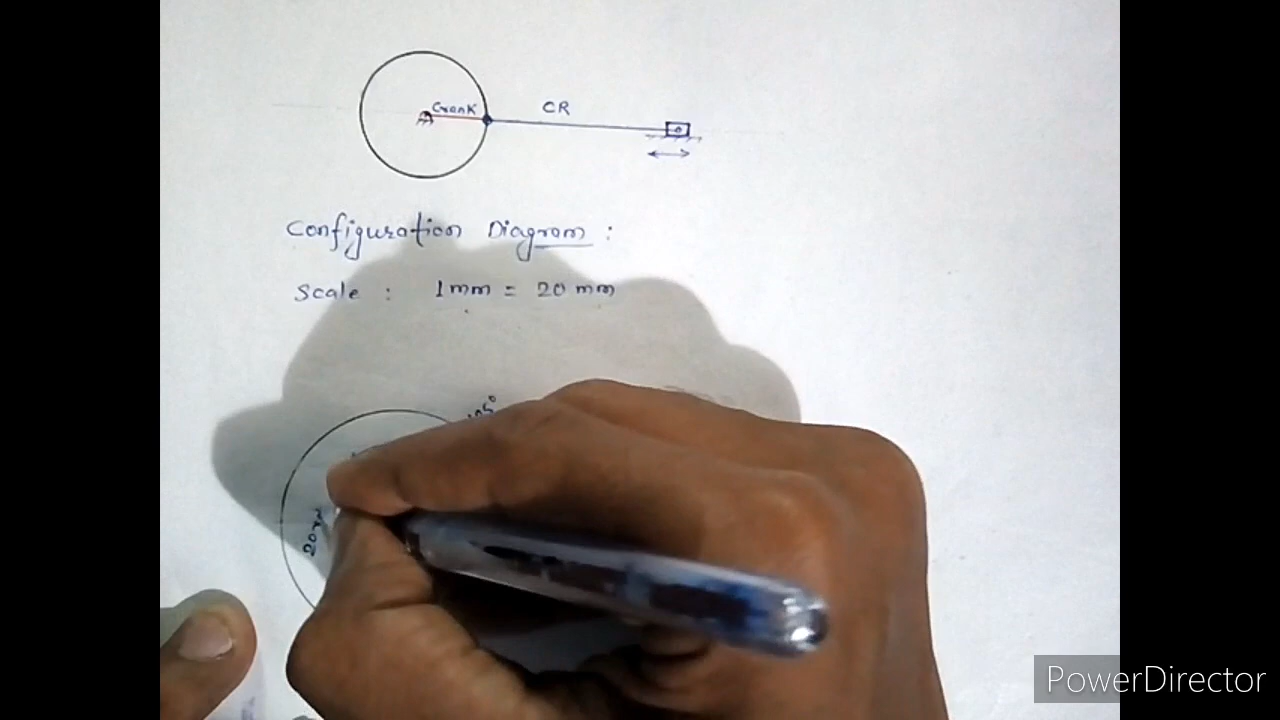 Crank CR
Configuration Diagram :
Scale : 1mm = 20 mm
PowerDirector